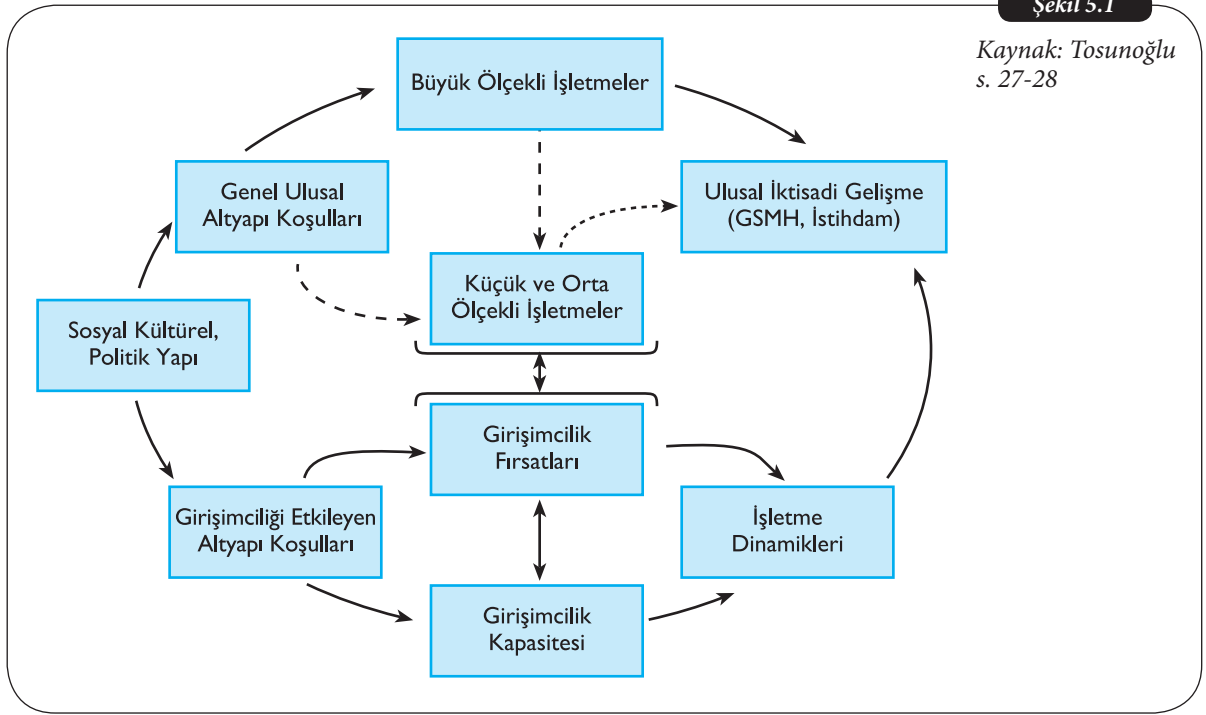 Şekil 5.1
Kaynak: Tosunoğlu
s. 27-28
Büyük Ölçekli İşletmeler
Genel Ulusal
Altyapı Koşulları
Ulusal İktisadi Gelişme
(GSMH, İstihdam)
Küçük ve Orta
Ölçekli İşletmeler
Sosyal Kültürel,
Politik Yapı
Girişimcilik
Fırsatları
Girişimciliği Etkileyen
Altyapı Koşulları
İşletme
Dinamikleri
Girişimcilik
Kapasitesi